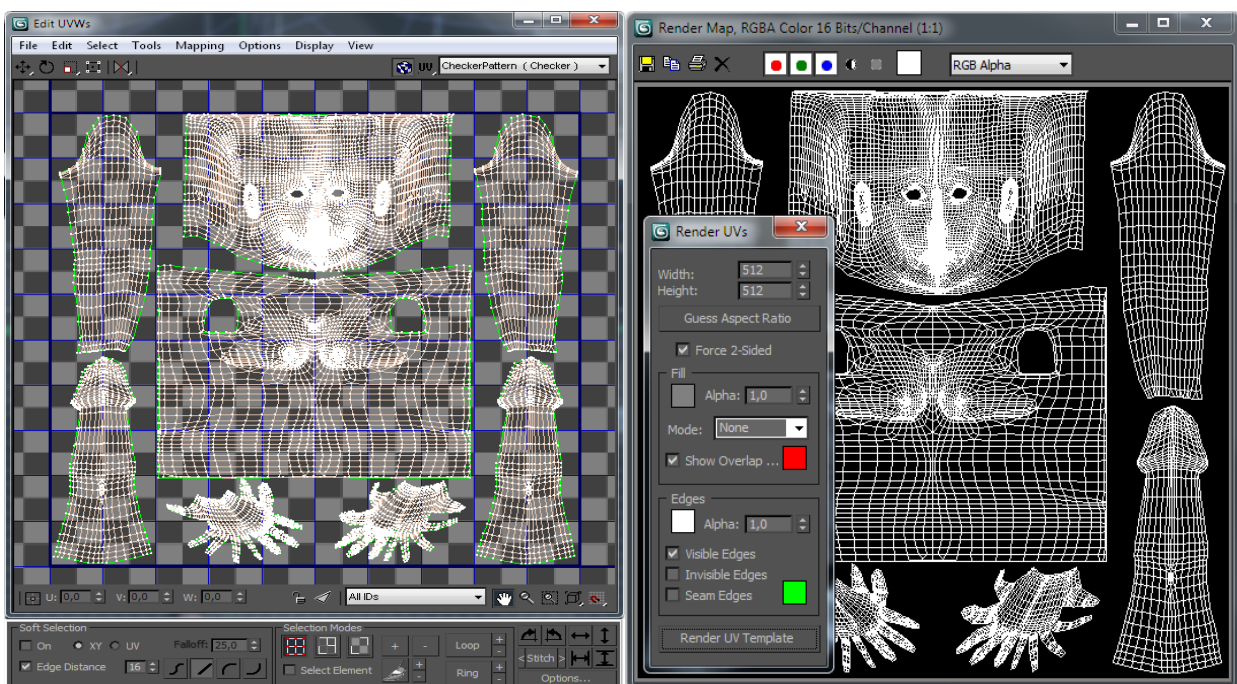 Edit UVWs
File Edit Select Tools Mapping Options Display View
UV CheckerPattern ( Checker )
U: 0,0 V: 0,0 W: 0,0 All IDs
Soft Selection
On XY UV Falloff: 25,0
Edge Distance 16
Selection Modes
+ - Loop + -
Select Element + - Ring + -
< Stitch >
Options...
Render Map, RGBA Color 16 Bits/Channel (1:1)
RGB Alpha
Render UVs
Width: 512
Height: 512
Guess Aspect Ratio
Force 2-Sided
Fill
Alpha: 1,0
Mode: None
Show Overlap ...
Edges
Alpha: 1,0
Visible Edges
Invisible Edges
Seam Edges
Render UV Template